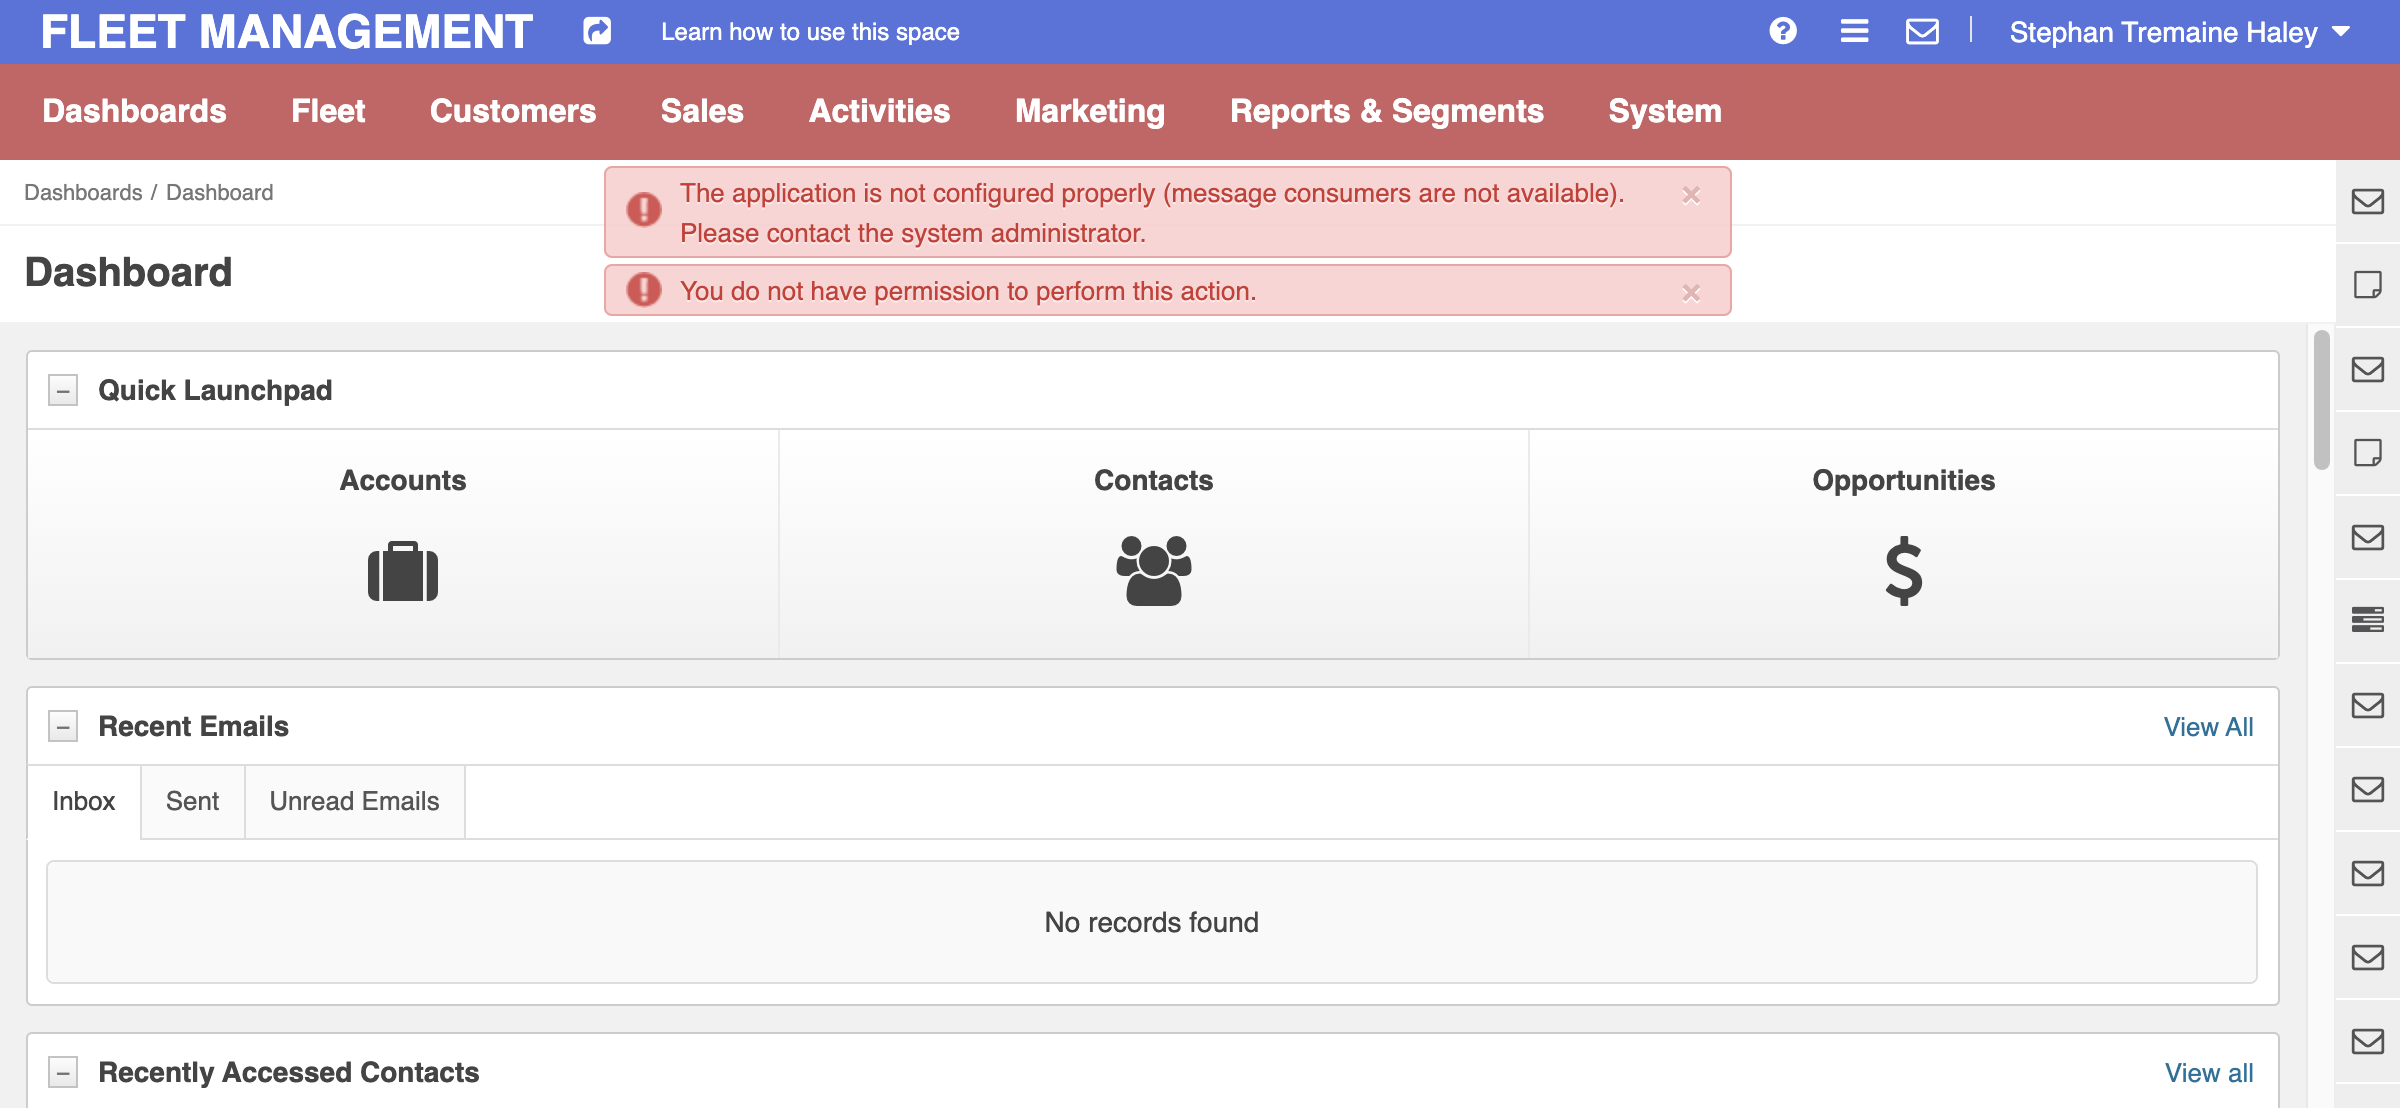 FLEET MANAGEMENT
Learn how to use this space
Stephan Tremaine Haley
Dashboards
Fleet
Customers
Sales
Activities
Marketing
Reports & Segments
System
Dashboards / Dashboard
The application is not configured properly (message consumers are not available).
Please contact the system administrator.
You do not have permission to perform this action.
Dashboard
Quick Launchpad
Accounts
Contacts
Opportunities
Recent Emails
View All
Inbox
Sent
Unread Emails
No records found
Recently Accessed Contacts
View all